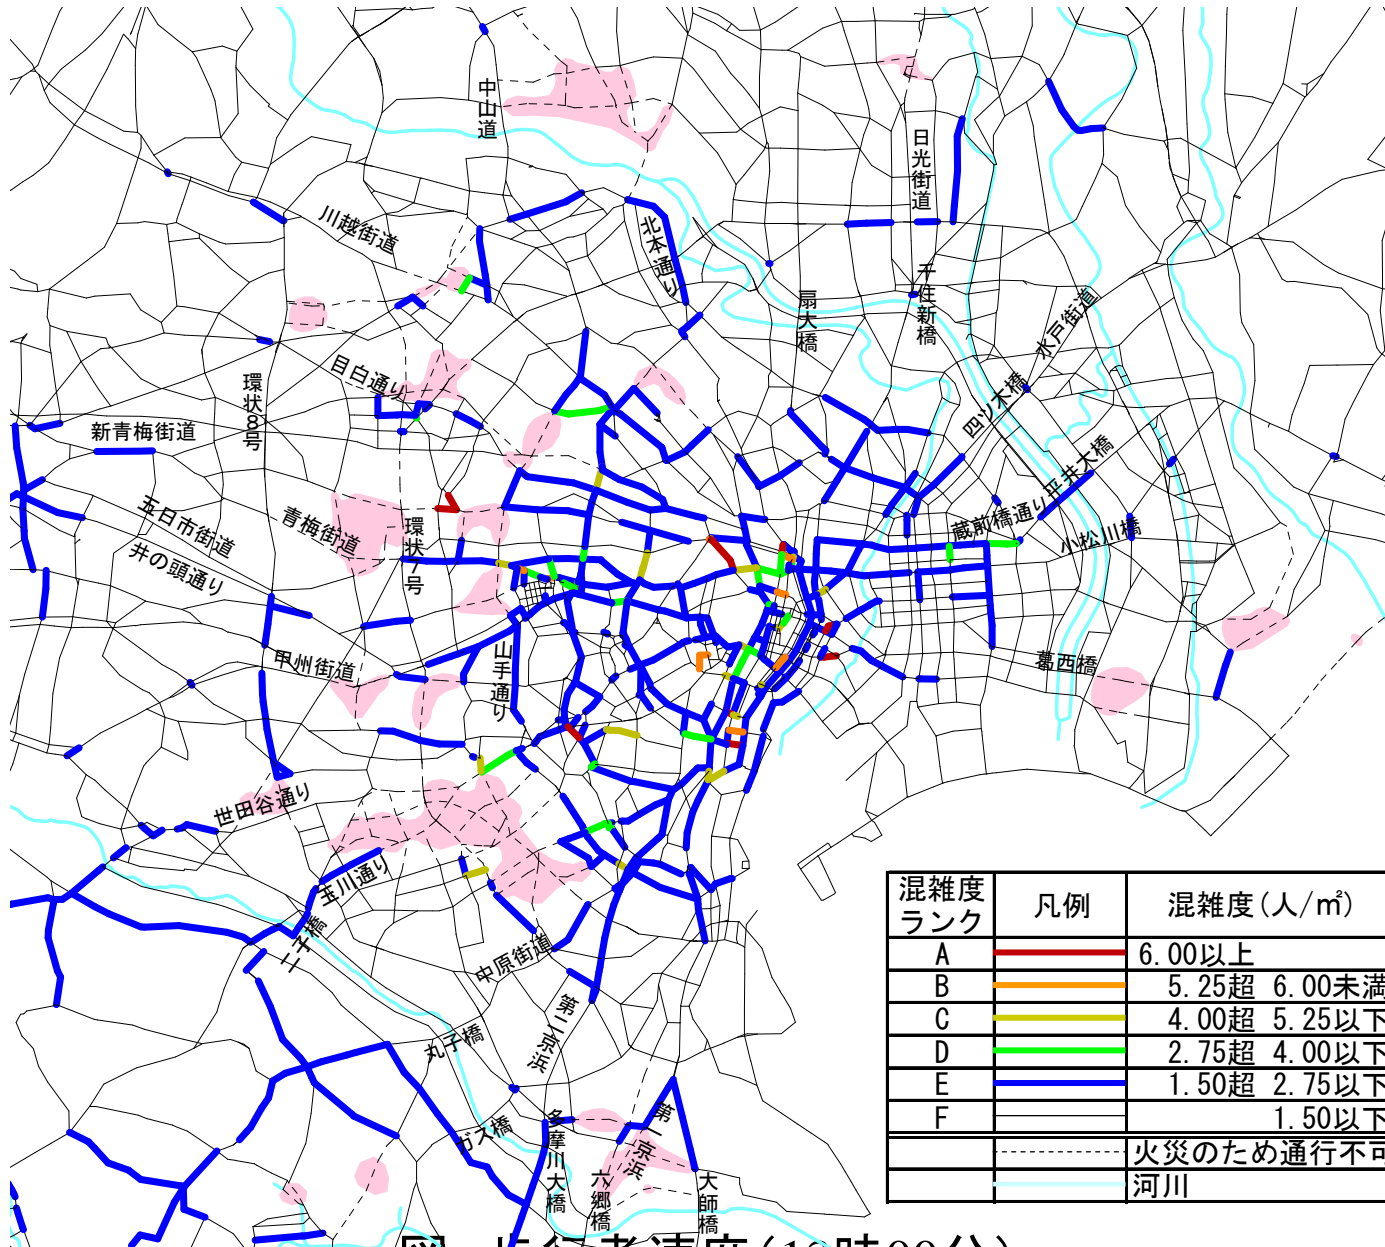 中山道
日光街道
川越街道
北本通り
千住新橋
扇大橋
水戸街道
目白通り
環状8号
四ツ木橋
新青梅街道
平井大橋
五日市街道
青梅街道
環状7号
蔵前橋通り
小松川橋
井の頭通り
甲州街道
山手通り
葛西橋
世田谷通り
玉川通り
二子橋
中原街道
第二京浜
丸子橋
ガス橋
多摩川大橋
六郷橋
第一京浜
大師橋
混雑度ランク 凡例 混雑度(人/㎡)
A 6.00以上
B 5.25超 6.00未満
C 4.00超 5.25以下
D 2.75超 4.00以下
E 1.50超 2.75以下
F 1.50以下
火災のため通行不可
河川